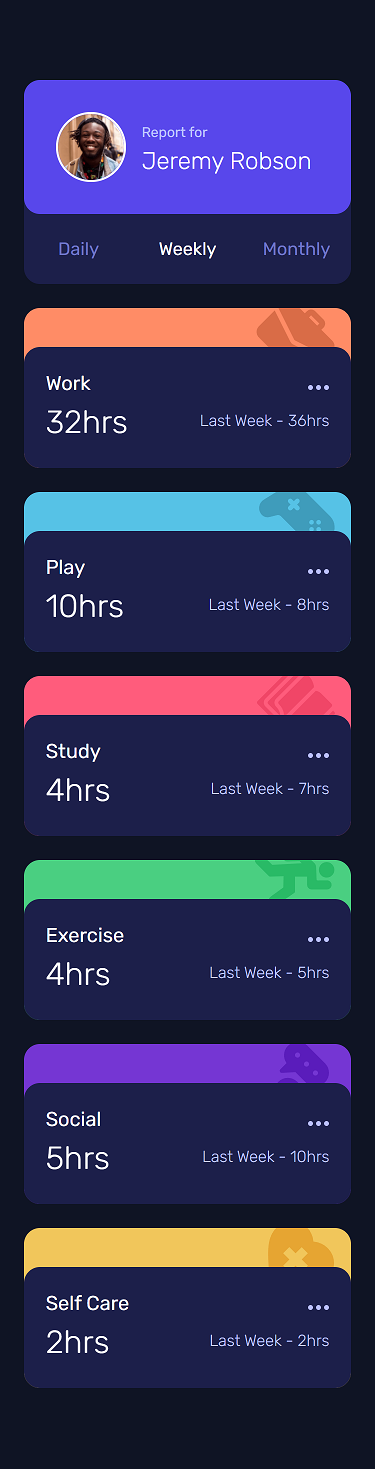 Report for
Jeremy Robson
Daily Weekly Monthly
Work
32hrs Last Week - 36hrs
Play
10hrs Last Week - 8hrs
Study
4hrs Last Week - 7hrs
Exercise
4hrs Last Week - 5hrs
Social
5hrs Last Week - 10hrs
Self Care
2hrs Last Week - 2hrs